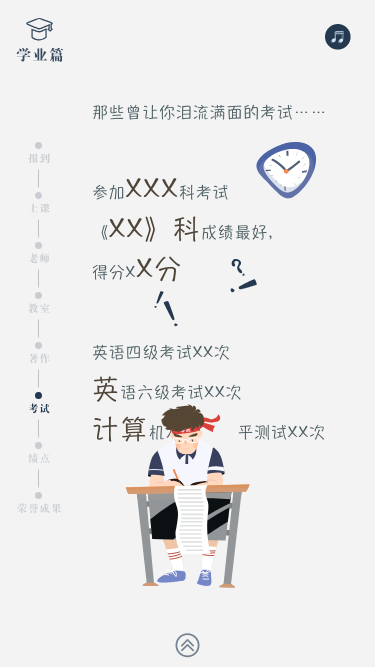 学业篇
那些曾让你泪流满面的考试……
参加XXX科考试
《XX》科成绩最好,
得分XX分
英语四级考试XX次
英语六级考试XX次
计算机 平测试XX次
报到
上课
老师
教室
著作
考试
绩点
荣誉成果